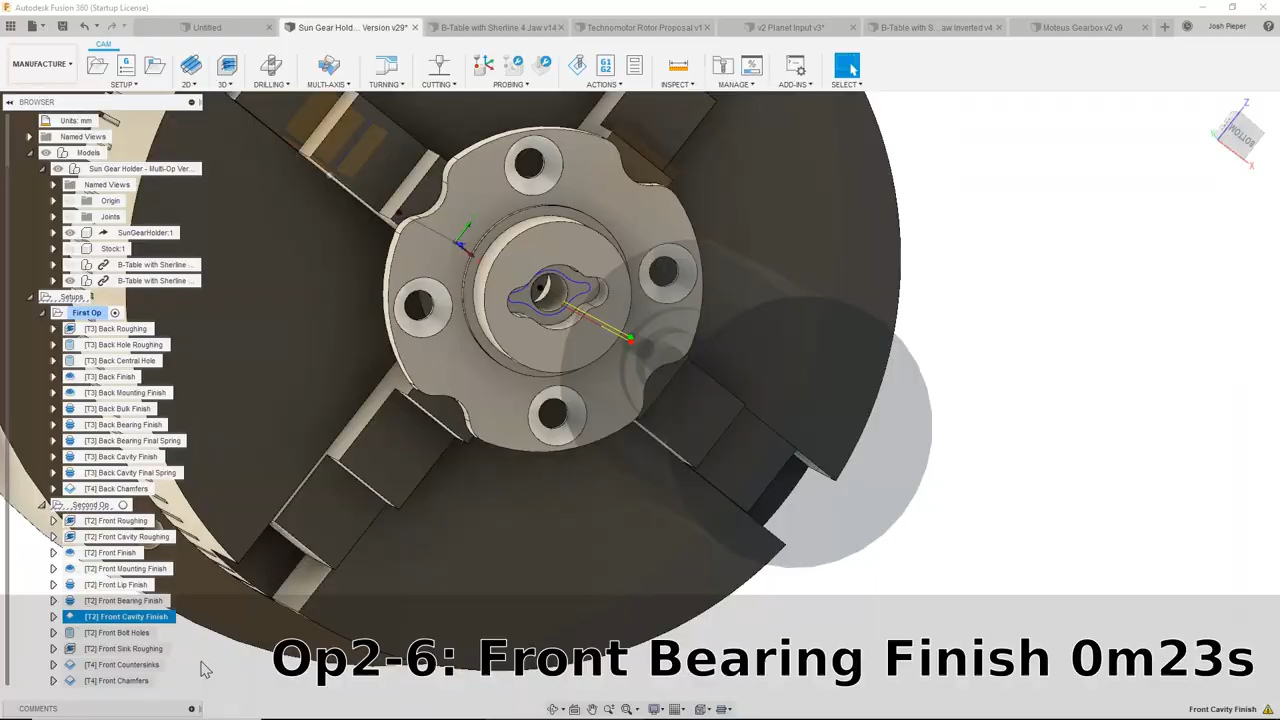 Autodesk Fusion 360 (Startup License)
Untitled
Sun Gear Hold... Version v29*
B-Table with Sherline 4 Jaw v14
Technomotor Rotor Proposal v1
v2 Planet Input v3*
B-Table with S...aw Inverted v4
Moteus Gearbox v2 v9
Josh Pieper
CAM
MANUFACTURE
SETUP
2D
3D
DRILLING
MULTI-AXIS
TURNING
CUTTING
PROBING
ACTIONS
INSPECT
MANAGE
ADD-INS
SELECT
G1
G2
BROWSER
Units: mm
Named Views
Models
Sun Gear Holder - Multi-Op Ver...
Named Views
Origin
Joints
SunGearHolder:1
Stock:1
B-Table with Sherline ...
B-Table with Sherline ...
Setups
First Op
[T3] Back Roughing
[T3] Back Hole Roughing
[T3] Back Central Hole
[T3] Back Finish
[T3] Back Mounting Finish
[T3] Back Bulk Finish
[T3] Back Bearing Finish
[T3] Back Bearing Final Spring
[T3] Back Cavity Finish
[T3] Back Cavity Final Spring
[T4] Back Chamfers
Second Op
[T2] Front Roughing
[T2] Front Cavity Roughing
[T2] Front Finish
[T2] Front Mounting Finish
[T2] Front Lip Finish
[T2] Front Bearing Finish
[T2] Front Cavity Finish
[T2] Front Bolt Holes
[T2] Front Sink Roughing
[T4] Front Countersinks
[T4] Front Chamfers
Z
BOTTOM
X
Op2-6: Front Bearing Finish 0m23s
COMMENTS
Front Cavity Finish